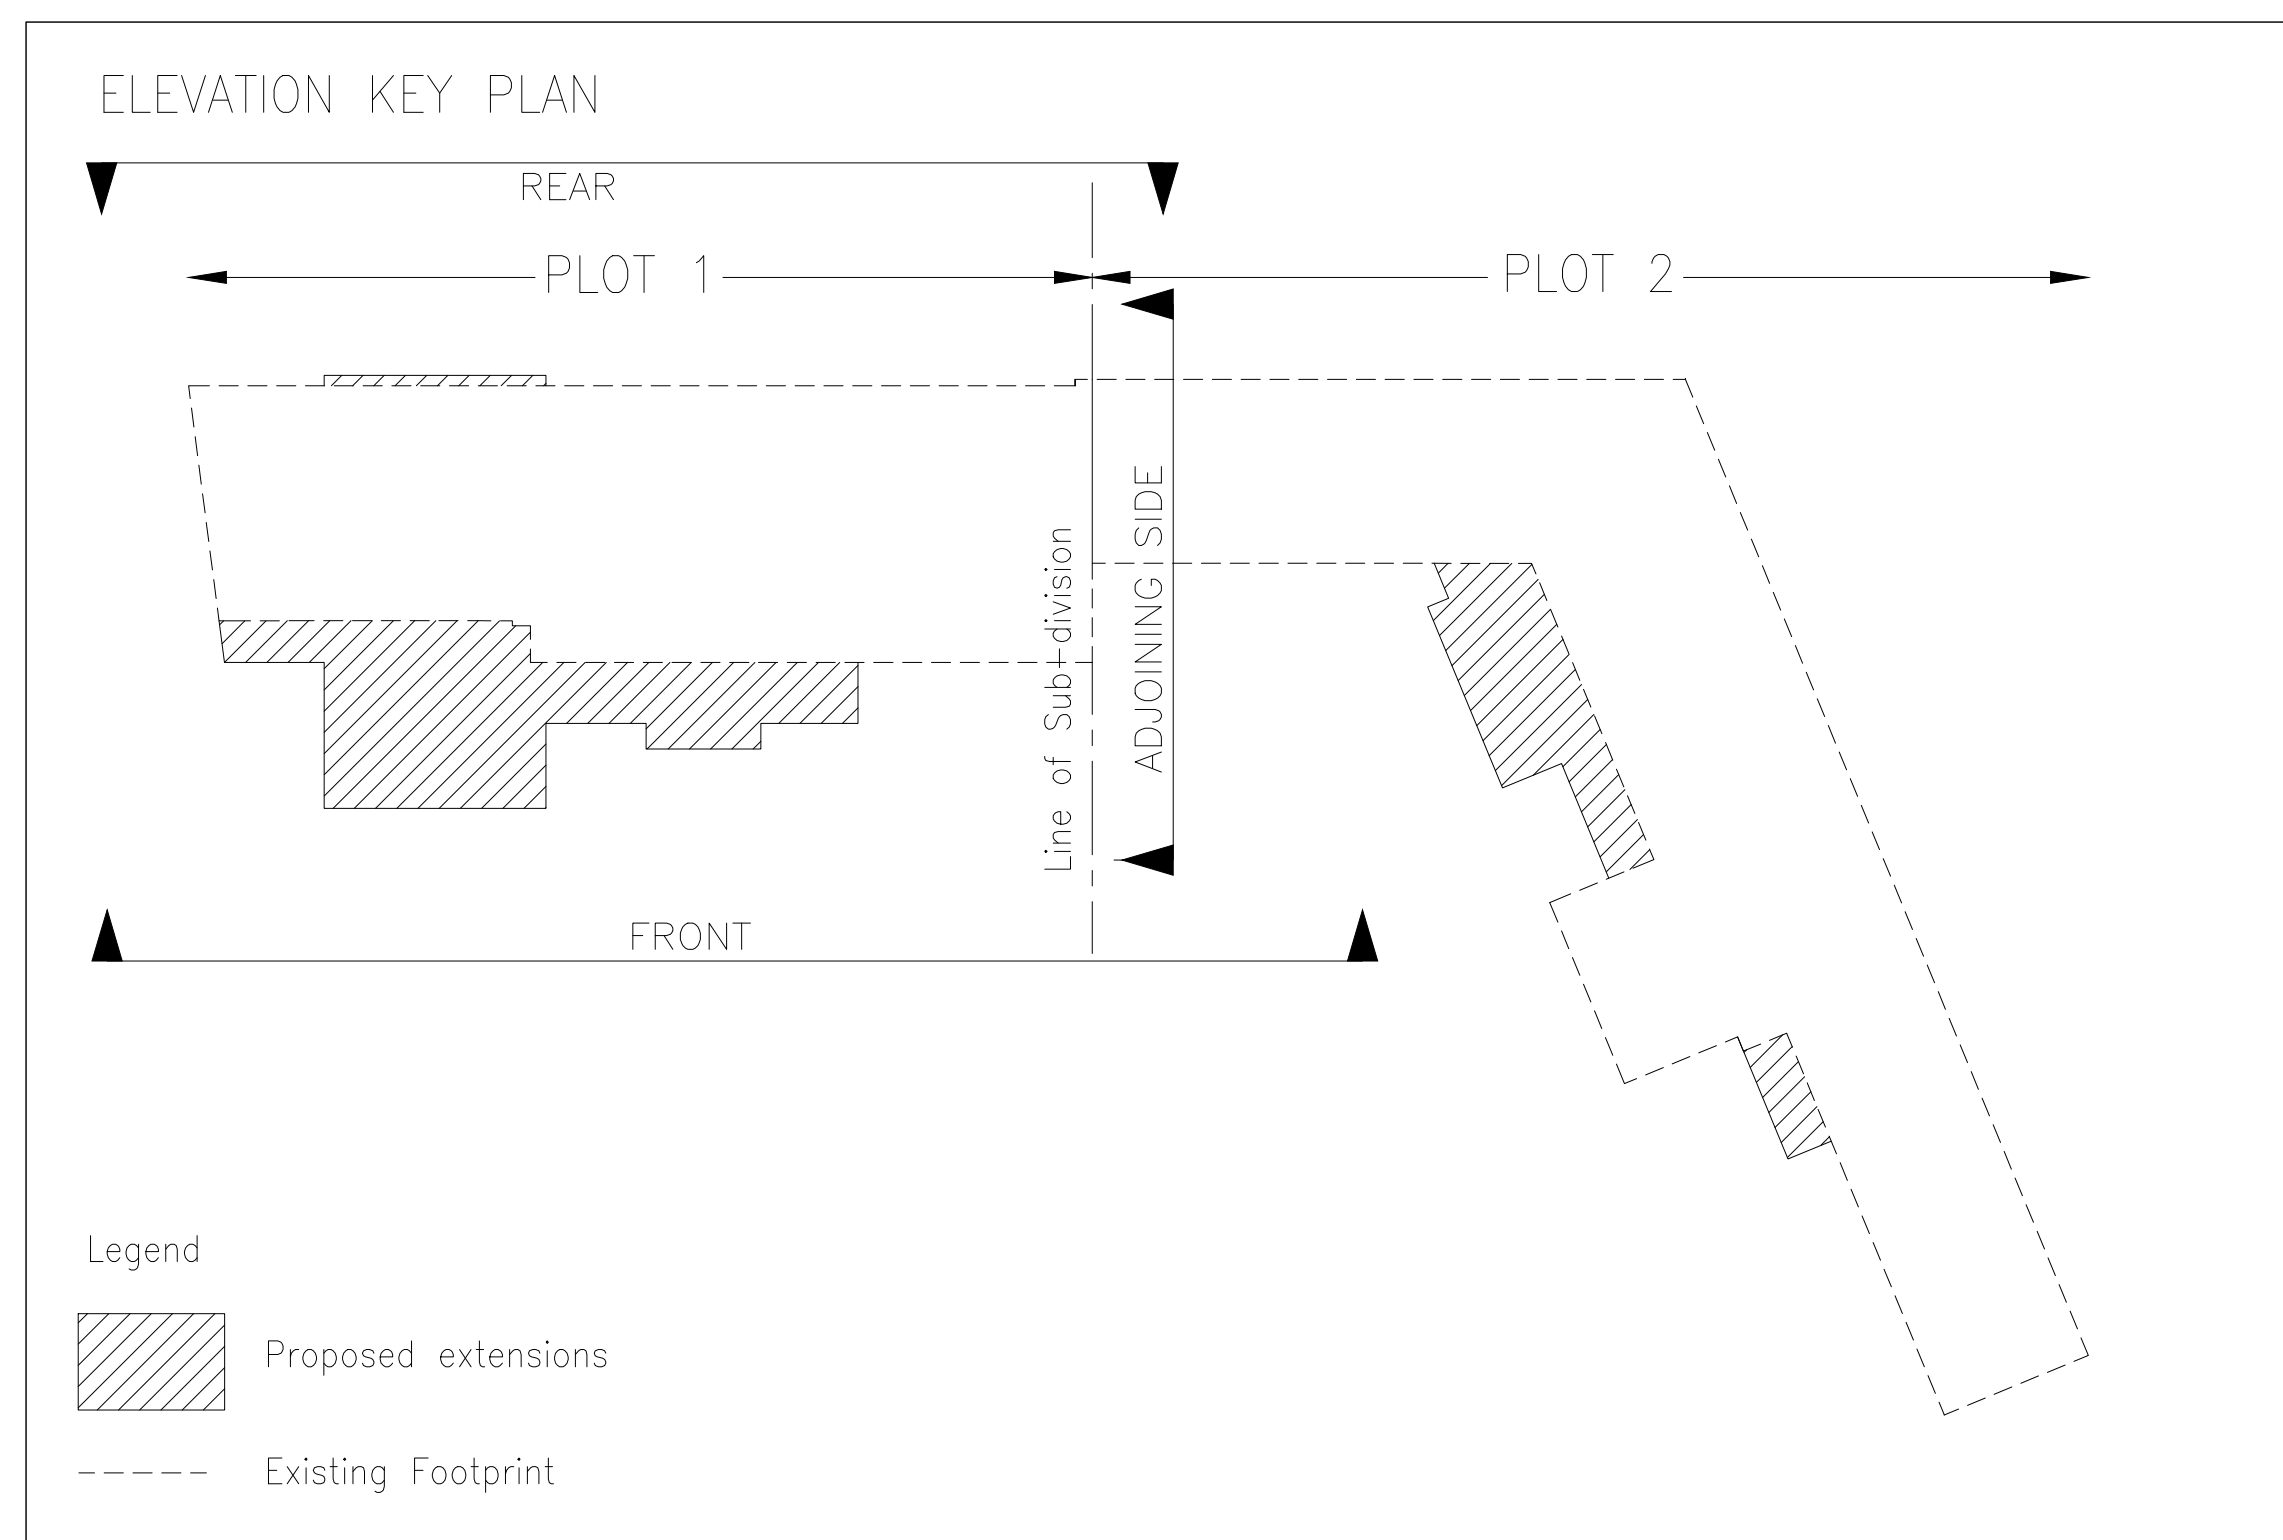 ELEVATION KEY PLAN
REAR
PLOT 1
PLOT 2
Line of Sub-division
ADJOINING SIDE
FRONT
Legend
Proposed extensions
Existing Footprint